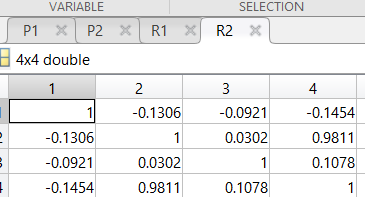 VARIABLE SELECTION
P1 P2 R1 R2
4x4 double
1 2 3 4
1 1 -0.1306 -0.0921 -0.1454
2 -0.1306 1 0.0302 0.9811
3 -0.0921 0.0302 1 0.1078
4 -0.1454 0.9811 0.1078 1